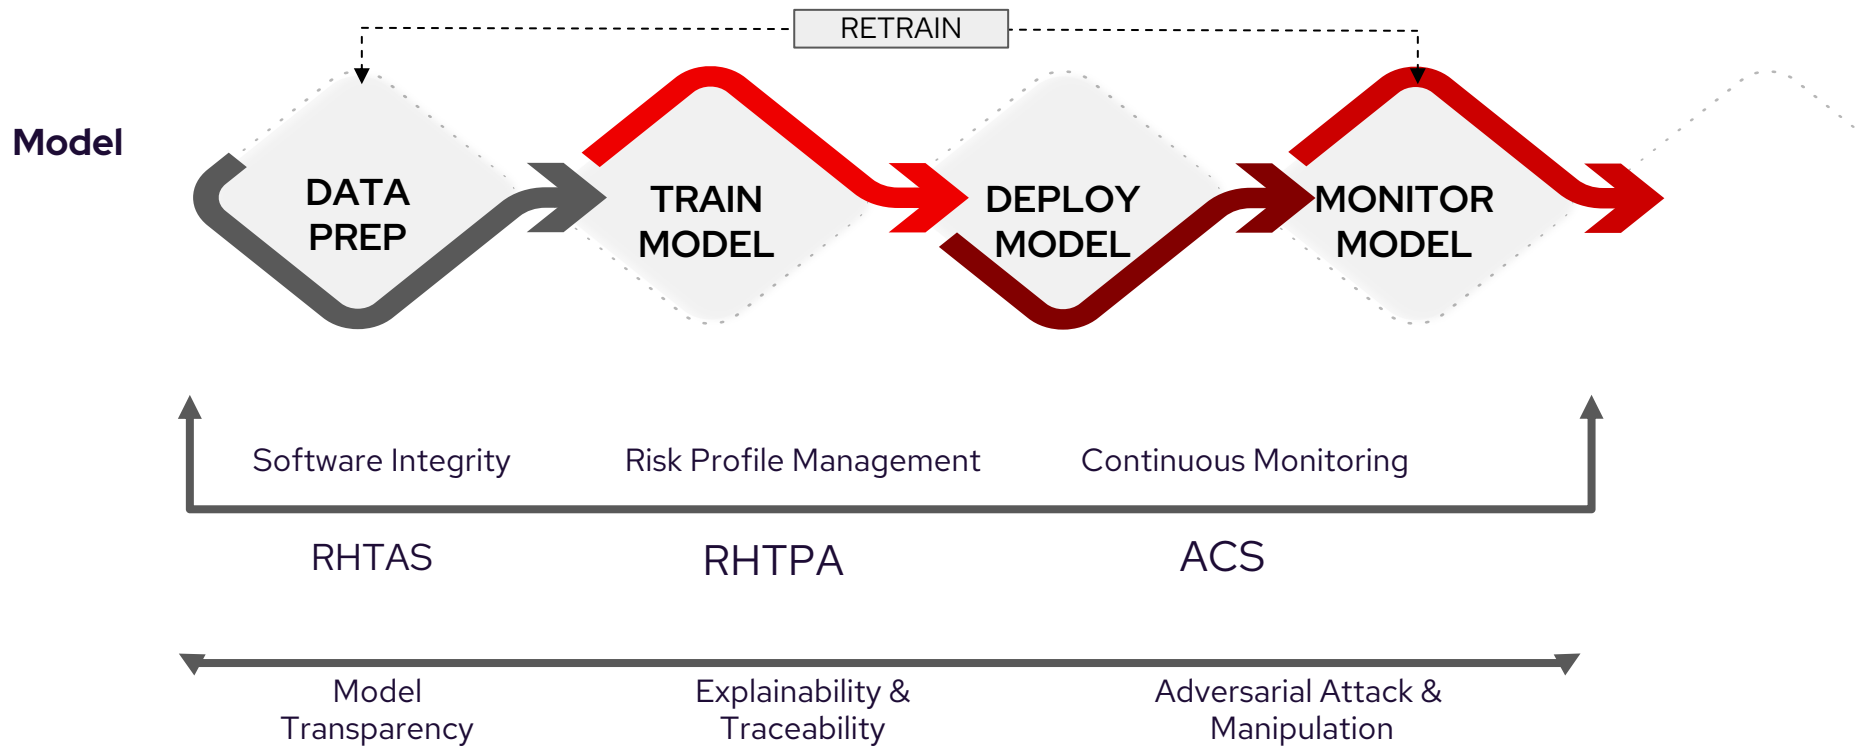 RETRAIN
Model
DATA
PREP
TRAIN
MODEL
DEPLOY
MODEL
MONITOR
MODEL
Software Integrity
Risk Profile Management
Continuous Monitoring
RHTAS
RHTPA
ACS
Model
Transparency
Explainability &
Traceability
Adversarial Attack &
Manipulation